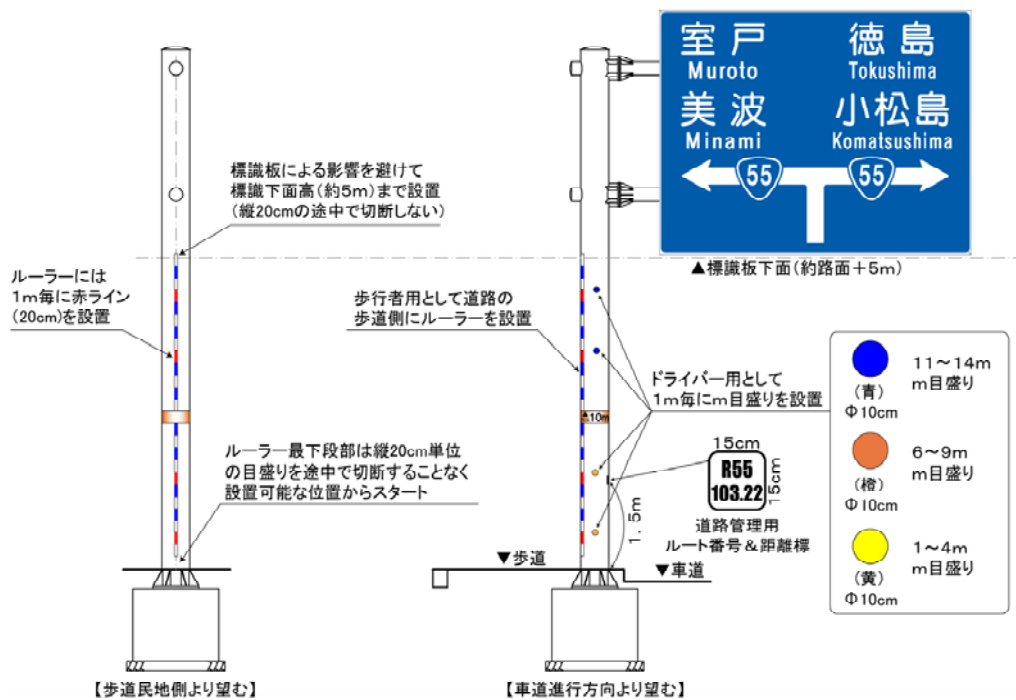 室戸
Muroto
徳島
Tokushima
美波
Minami
小松島
Komatsushima
55
55
▲標識板下面(約路面+5m)
標識板による影響を避けて
標識下面高(約5m)まで設置
(縦20cmの途中で切断しない)
ルーラーには
1m毎に赤ライン
(20cm)を設置
歩行者用として道路の
歩道側にルーラーを設置
ドライバー用として
1m毎にm目盛りを設置
▲10m
ルーラー最下段部は縦20cm単位
の目盛りを途中で切断することなく
設置可能な位置からスタート
15cm
15cm
R55
103.22
1.5m
道路管理用
ルート番号&距離標
▼歩道
▼車道
(青)
Φ10cm
11~14m
m目盛り
(橙)
Φ10cm
6~9m
m目盛り
(黄)
Φ10cm
1~4m
m目盛り
【歩道民地側より望む】
【車道進行方向より望む】